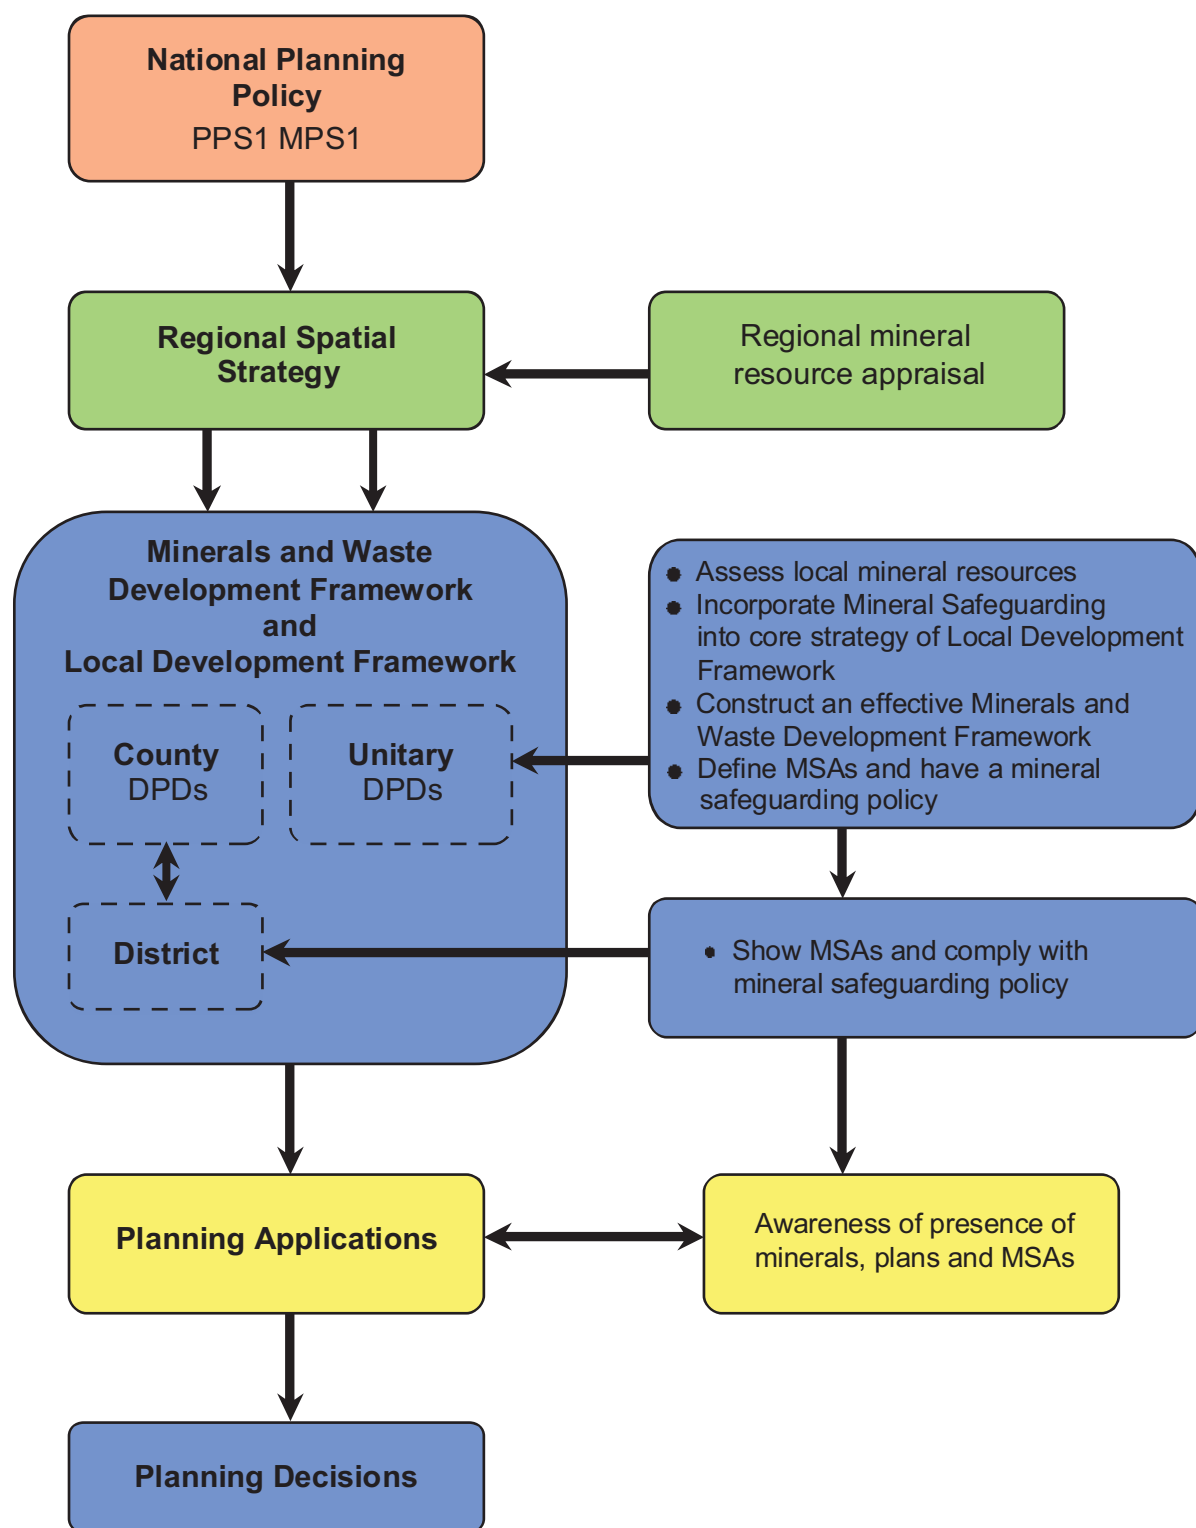 National Planning
Policy
PPS1 MPS1
Regional Spatial
Strategy
Regional mineral
resource appraisal
Minerals and Waste
Development Framework
and
Local Development Framework
County
DPDs
Unitary
DPDs
District
• Assess local mineral resources
• Incorporate Mineral Safeguarding
into core strategy of Local Development
Framework
• Construct an effective Minerals and
Waste Development Framework
• Define MSAs and have a mineral
safeguarding policy
• Show MSAs and comply with
mineral safeguarding policy
Planning Applications
Awareness of presence of
minerals, plans and MSAs
Planning Decisions